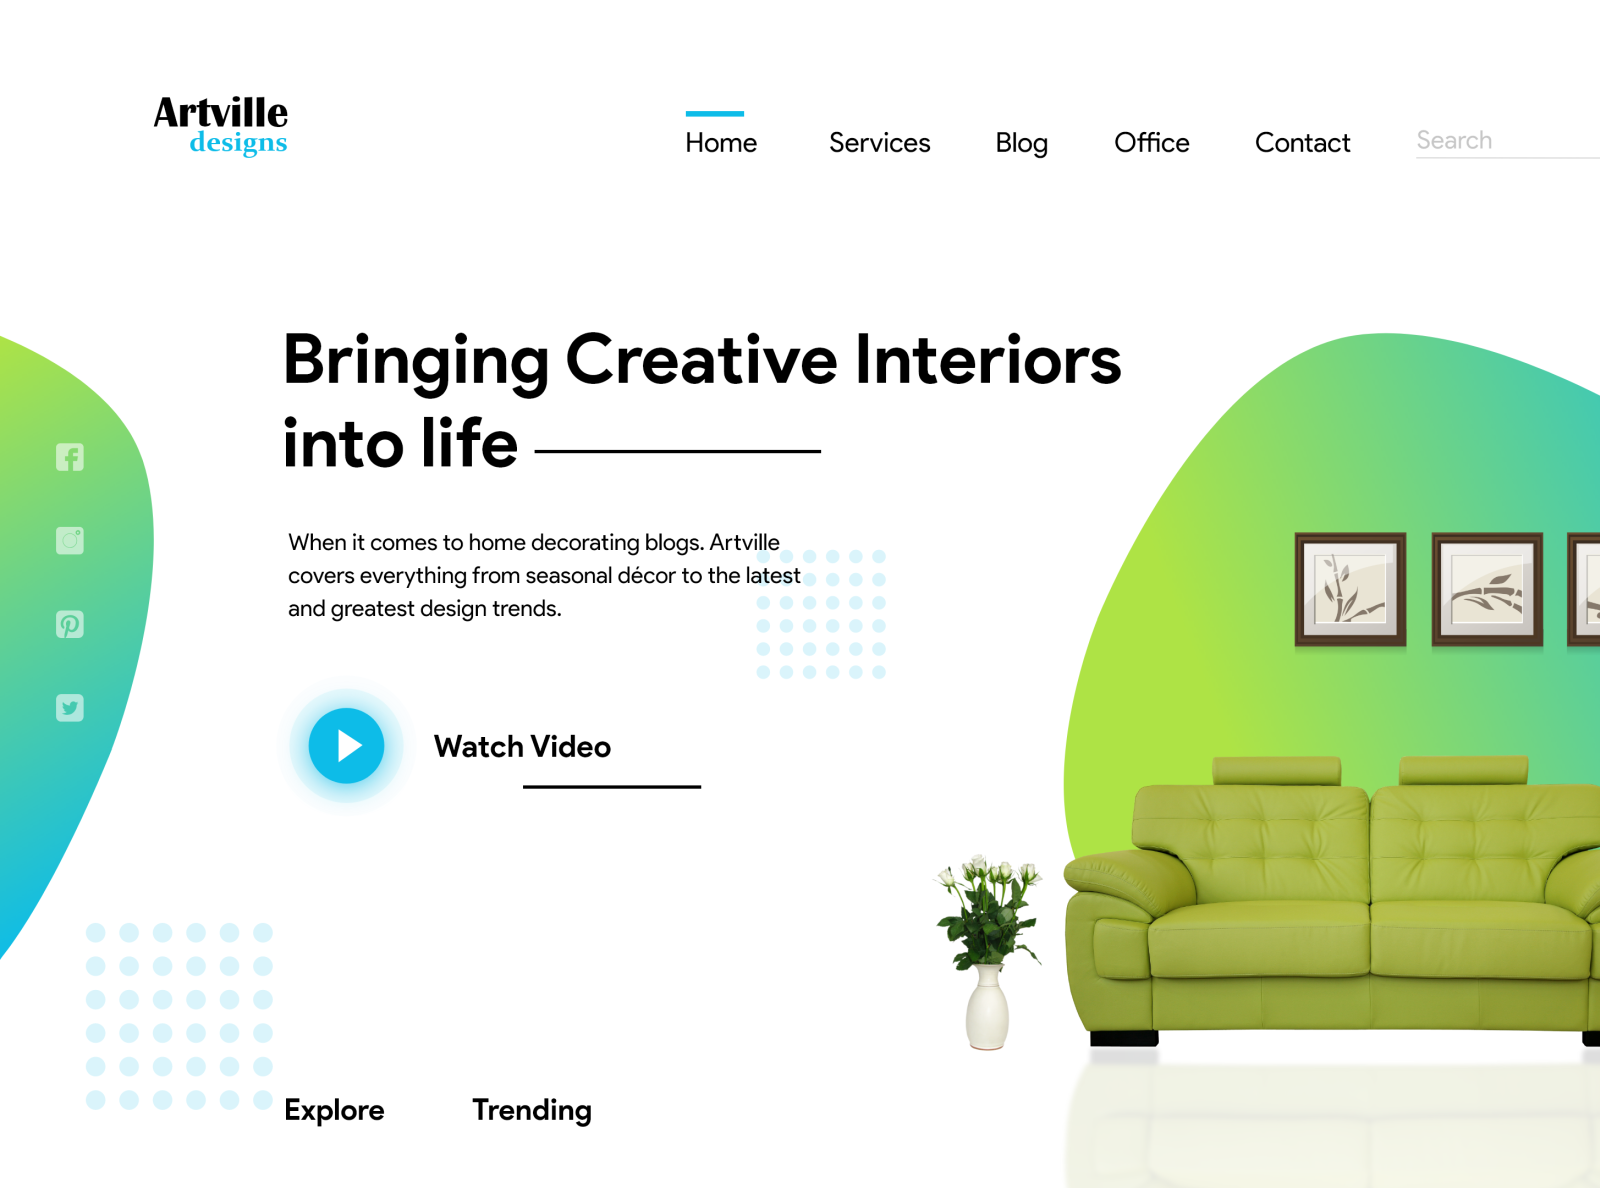 Artville
designs
Home Services Blog Office Contact Search
Bringing Creative Interiors
into life
When it comes to home decorating blogs. Artville
covers everything from seasonal décor to the latest
and greatest design trends.
Watch Video
Explore Trending